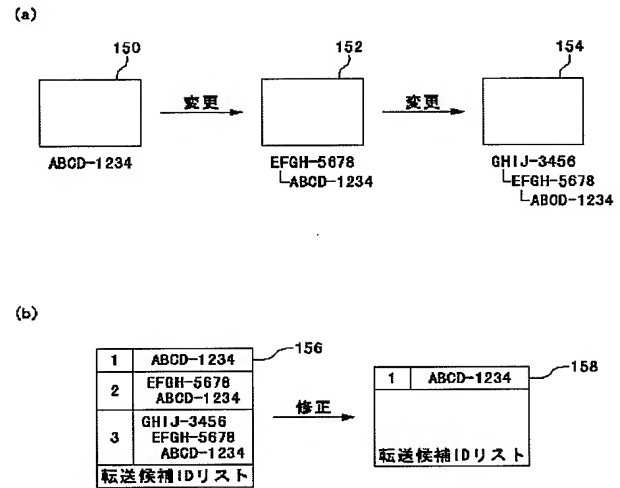 (a)
150
152
154
変更
変更
ABCD-1234
EFGH-5678
ABCD-1234
GHIJ-3456
EFGH-5678
ABCD-1234
(b)
1 ABCD-1234
156
2 EFGH-5678
ABCD-1234
3 GHIJ-3456
EFGH-5678
ABCD-1234
転送候補IDリスト
修正
1 ABCD-1234
158
転送候補IDリスト